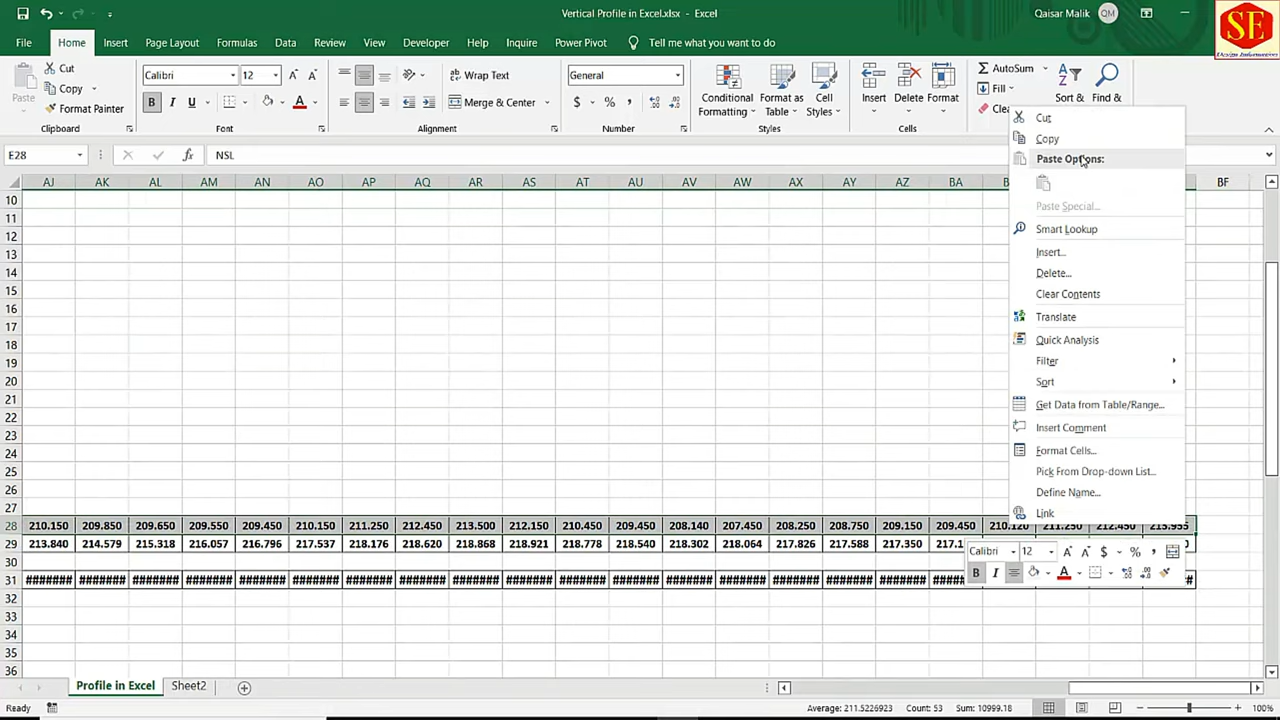 Vertical Profile in Excel.xlsx - Excel
Qaisar Malik QM
SE
File Home Insert Page Layout Formulas Data Review View Developer Help Inquire Power Pivot Tell me what you want to do
Paste
Cut
Copy
Format Painter
Clipboard
Calibri 12
B I U
Font
Wrap Text
Merge & Center
Alignment
General
$ % ,
Number
Conditional Formatting
Format as Table
Cell Styles
Styles
Insert Delete Format
Cells
AutoSum
Fill
Clea
Sort &
Find &
E28 fx NSL
AJ AK AL AM AN AO AP AQ AR AS AT AU AV AW AX AY AZ BA B BF
10
11
12
13
14
15
16
17
18
19
20
21
22
23
24
25
26
27
28 210.150 209.850 209.650 209.550 209.450 210.150 211.250 212.450 213.500 212.150 210.450 209.450 208.140 207.450 208.250 208.750 209.150 209.450 210.120 211.250 212.450 213.955
29 213.840 214.579 215.318 216.057 216.796 217.537 218.176 218.620 218.868 218.921 218.778 218.540 218.302 218.064 217.826 217.588 217.350 217.1
30
31 ####### ####### ####### ####### ####### ####### ####### ####### ####### ####### ####### ####### ####### ####### ####### ####### #######
32
33
34
35
36
Cut
Copy
Paste Options:
Paste Special...
Smart Lookup
Insert...
Delete...
Clear Contents
Translate
Quick Analysis
Filter
Sort
Get Data from Table/Range...
Insert Comment
Format Cells...
Pick From Drop-down List...
Define Name...
Link
Calibri 12 A A $ % ,
B I A
Profile in Excel Sheet2
Ready
Average: 211.5226923 Count: 53 Sum: 10999.18
100%